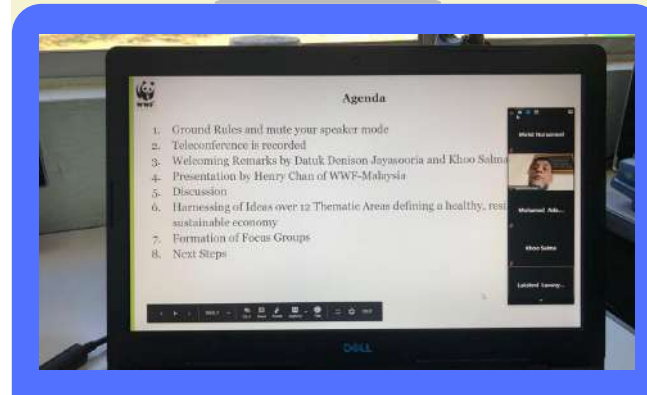 WWF
Agenda
1. Ground Rules and mute your speaker mode
2. Teleconference is recorded
3. Welcoming Remarks by Datuk Denison Jayasooria and Khoo Salma
4. Presentation by Henry Chan of WWF-Malaysia
5. Discussion
6. Harnessing of Ideas over 12 Thematic Areas defining a healthy, resi
sustainable economy
7. Formation of Focus Groups
8. Next Steps
Mohamed Ada...
Khoo Salma
DELL